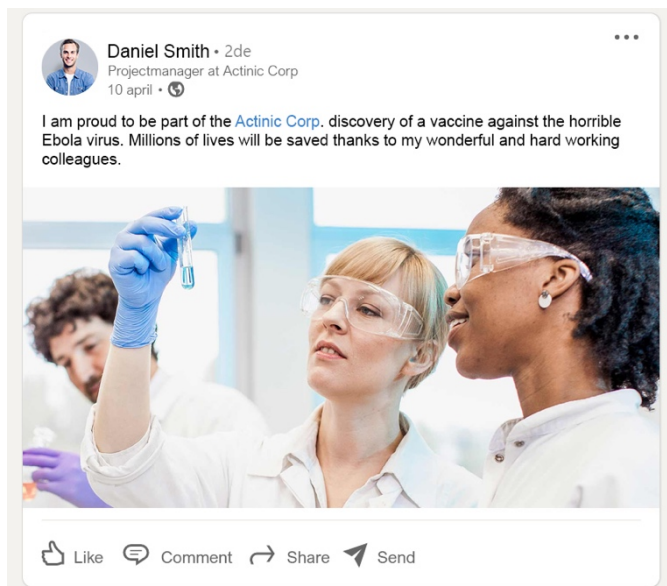 Daniel Smith • 2de
Projectmanager at Actinic Corp
10 april •
I am proud to be part of the Actinic Corp. discovery of a vaccine against the horrible
Ebola virus. Millions of lives will be saved thanks to my wonderful and hard working
colleagues.
Like Comment Share Send